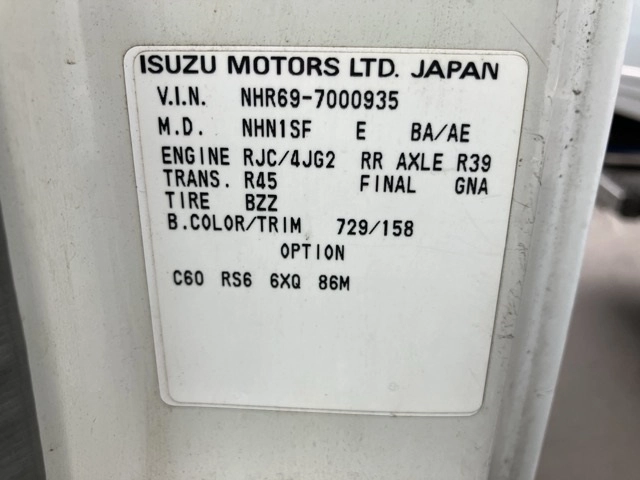 ISUZU MOTORS LTD. JAPAN
V.I.N. NHR69-7000935
M.D. NHN1SF E BA/AE
ENGINE RJC/4JG2 RR AXLE R39
TRANS. R45 FINAL GNA
TIRE BZZ
B.COLOR/TRIM 729/158
OPTION
C60 RS6 6XQ 86M